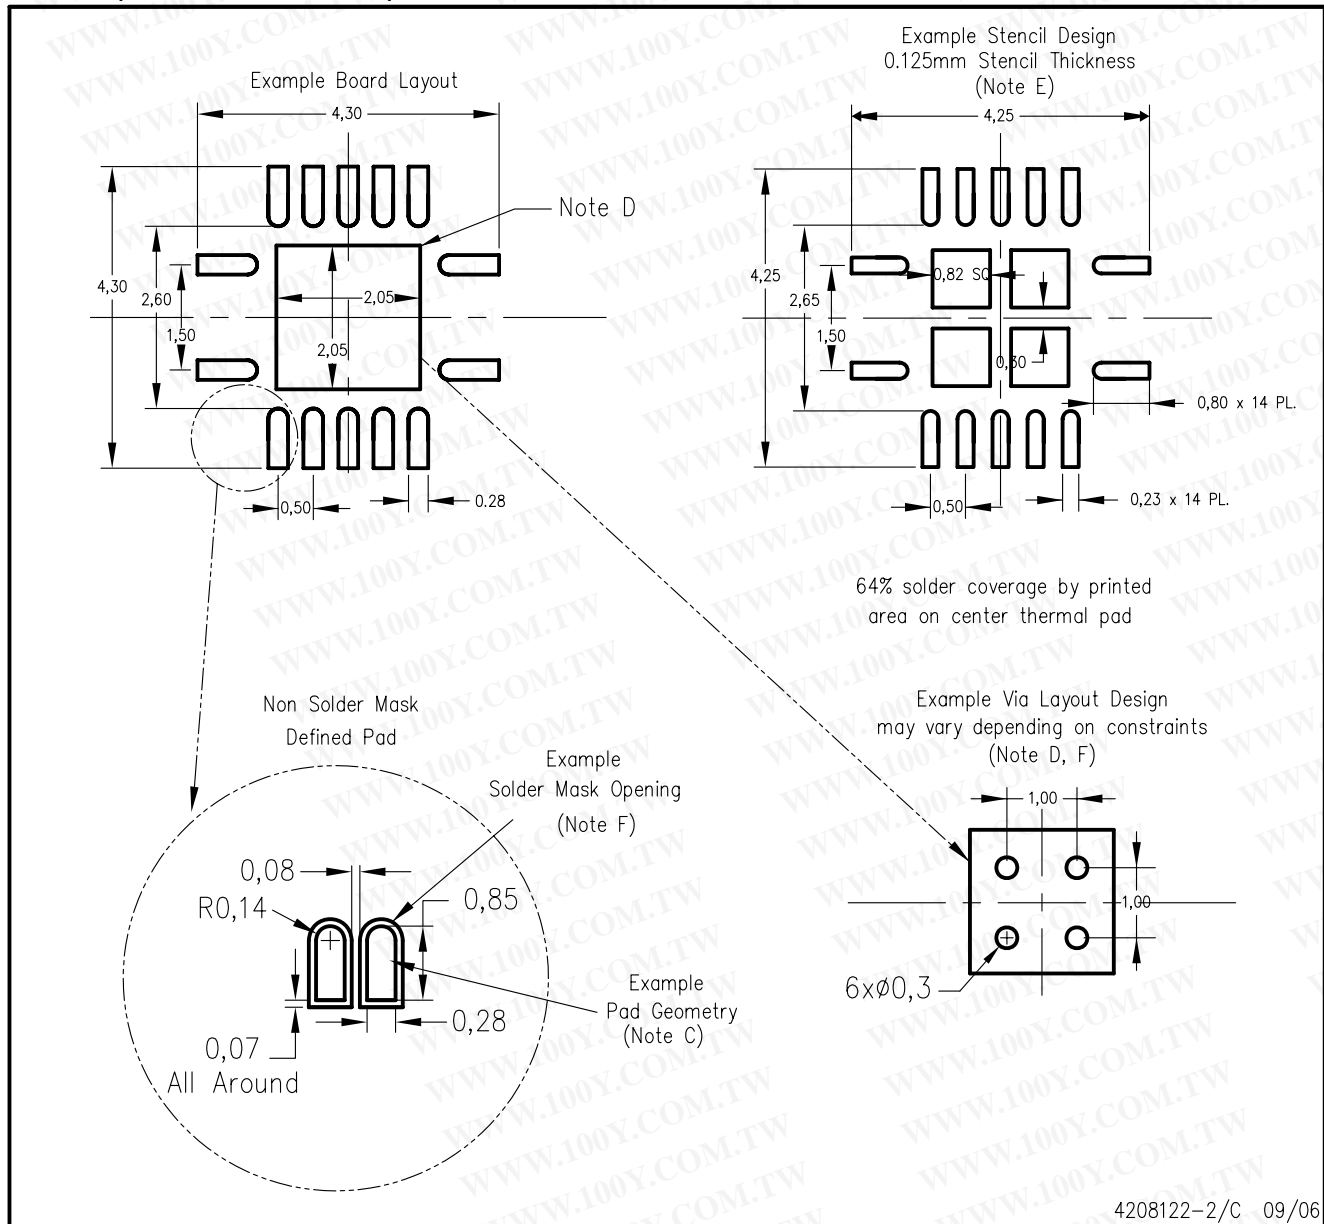 Example Board Layout
4,30
Note D
4,30
2,60
1,50
2,05
2,05
0,50
0.28
Example Stencil Design
0.125mm Stencil Thickness
(Note E)
4,25
4,25
2,65
1,50
0,82 SQ
0,30
0,80 x 14 PL.
0,50
0,23 x 14 PL.
64% solder coverage by printed
area on center thermal pad
Non Solder Mask
Defined Pad
Example
Solder Mask Opening
(Note F)
0,08
R0,14
0,85
0,28
0,07
All Around
Example
Pad Geometry
(Note C)
Example Via Layout Design
may vary depending on constraints
(Note D, F)
1,00
1,00
6xø0,3
4208122-2/C 09/06
WWW.100Y.COM.TW